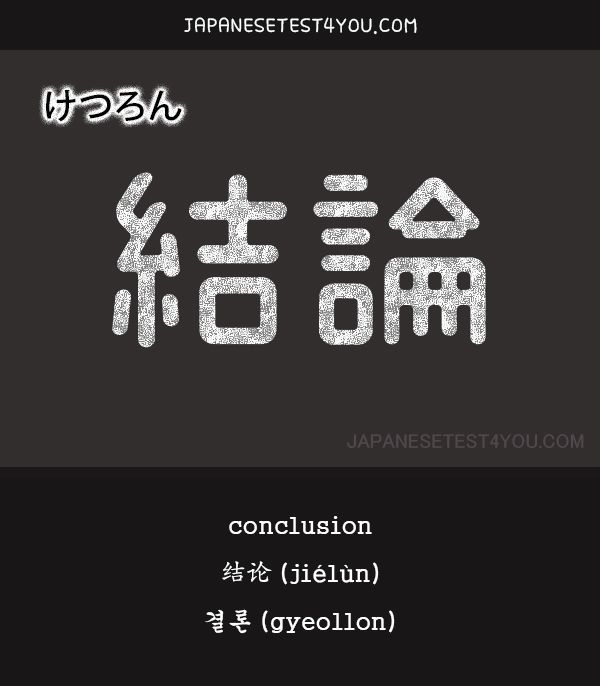 JAPANESETEST4YOU.COM
けつろん
結論
JAPANESETEST4YOU.COM
conclusion
结论 (jiélùn)
결론 (gyeollon)